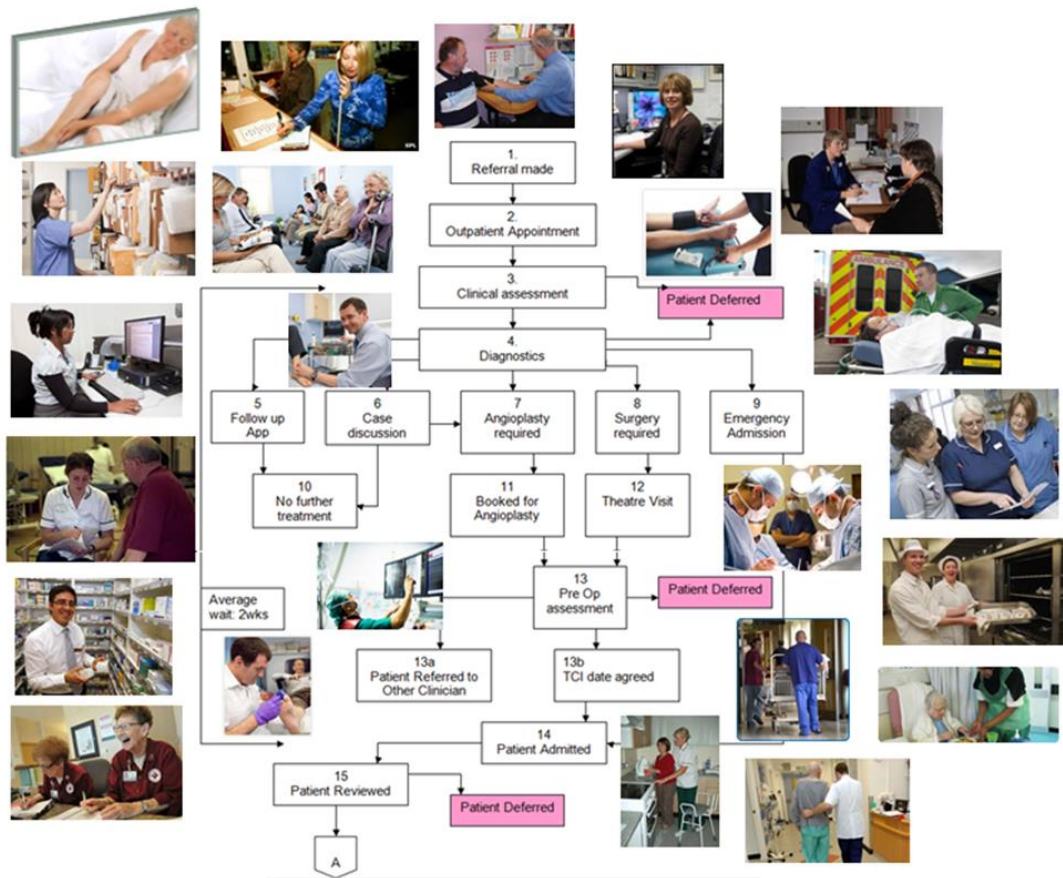 SPL
1.
Referral made
2.
Outpatient Appointment
3.
Clinical assessment
Patient Deferred
AMBULANCE
4.
Diagnostics
5
Follow up
App
6
Case
discussion
7
Angioplasty
required
8
Surgery
required
9
Emergency
Admission
10
No further
treatment
11
Booked for
Angioplasty
12
Theatre Visit
13
Pre Op
assessment
Patient Deferred
Average
wait: 2wks
13a
Patient Referred to
Other Clinician
13b
TCI date agreed
14
Patient Admitted
15
Patient Reviewed
Patient Deferred
A